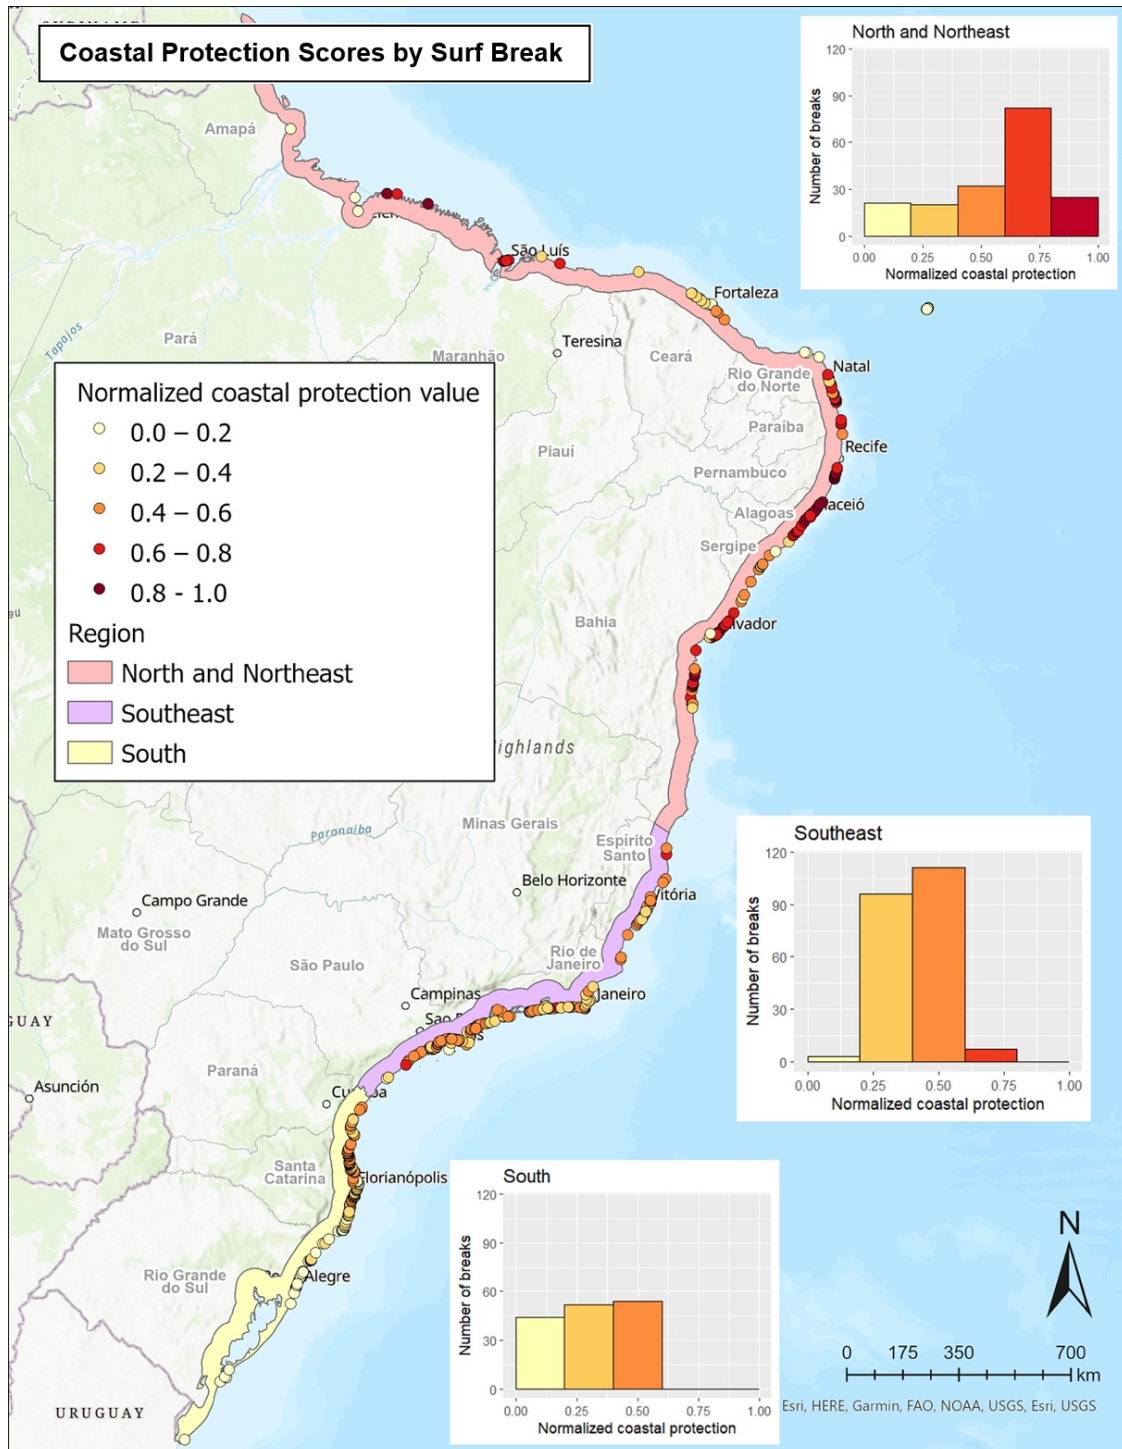 Coastal Protection Scores by Surf Break
North and Northeast
120
90
60
30
0
Number of breaks
0.00
0.25
0.50
0.75
1.00
Normalized coastal protection
Amapá
São Luís
Fortaleza
Pará
Tapajos
Teresina
Maranhão
Ceará
Natal
Rio Grande
do Norte
Paraíba
Recife
Piauí
Pernambuco
Alagoas
Sergipe
Bahia
Normalized coastal protection value
0.0 – 0.2
0.2 – 0.4
0.4 – 0.6
0.6 – 0.8
0.8 - 1.0
Region
North and Northeast
Southeast
South
Minas Gerais
Paranaiba
Espírito
Santo
Belo Horizonte
Vitória
Campo Grande
Mato Grosso
do Sul
Rio de
Janeiro
São Paulo
Campinas
Janeiro
GUAY
Paraná
Asunción
Santa
Catarina
Florianópolis
Rio Grande
do Sul
Alegre
URUGUAY
Southeast
120
90
60
30
0
Number of breaks
0.00
0.25
0.50
0.75
1.00
Normalized coastal protection
South
120
90
60
30
0
Number of breaks
0.00
0.25
0.50
0.75
1.00
Normalized coastal protection
N
0
175
350
700
km
Esri, HERE, Garmin, FAO, NOAA, USGS, Esri, USGS